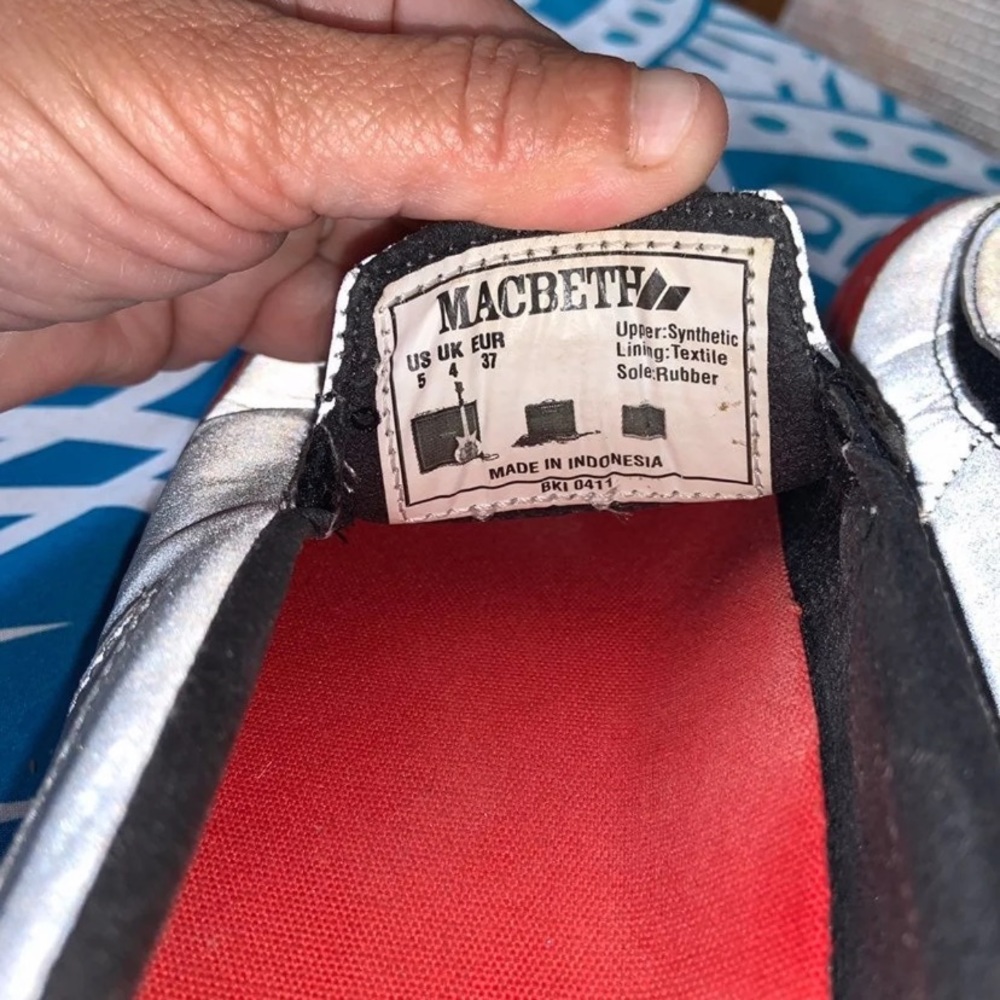 MACBETH
US UK EUR
5 4 37
Upper:Synthetic
Lining:Textile
Sole:Rubber
MADE IN INDONESIA
BKI 0411